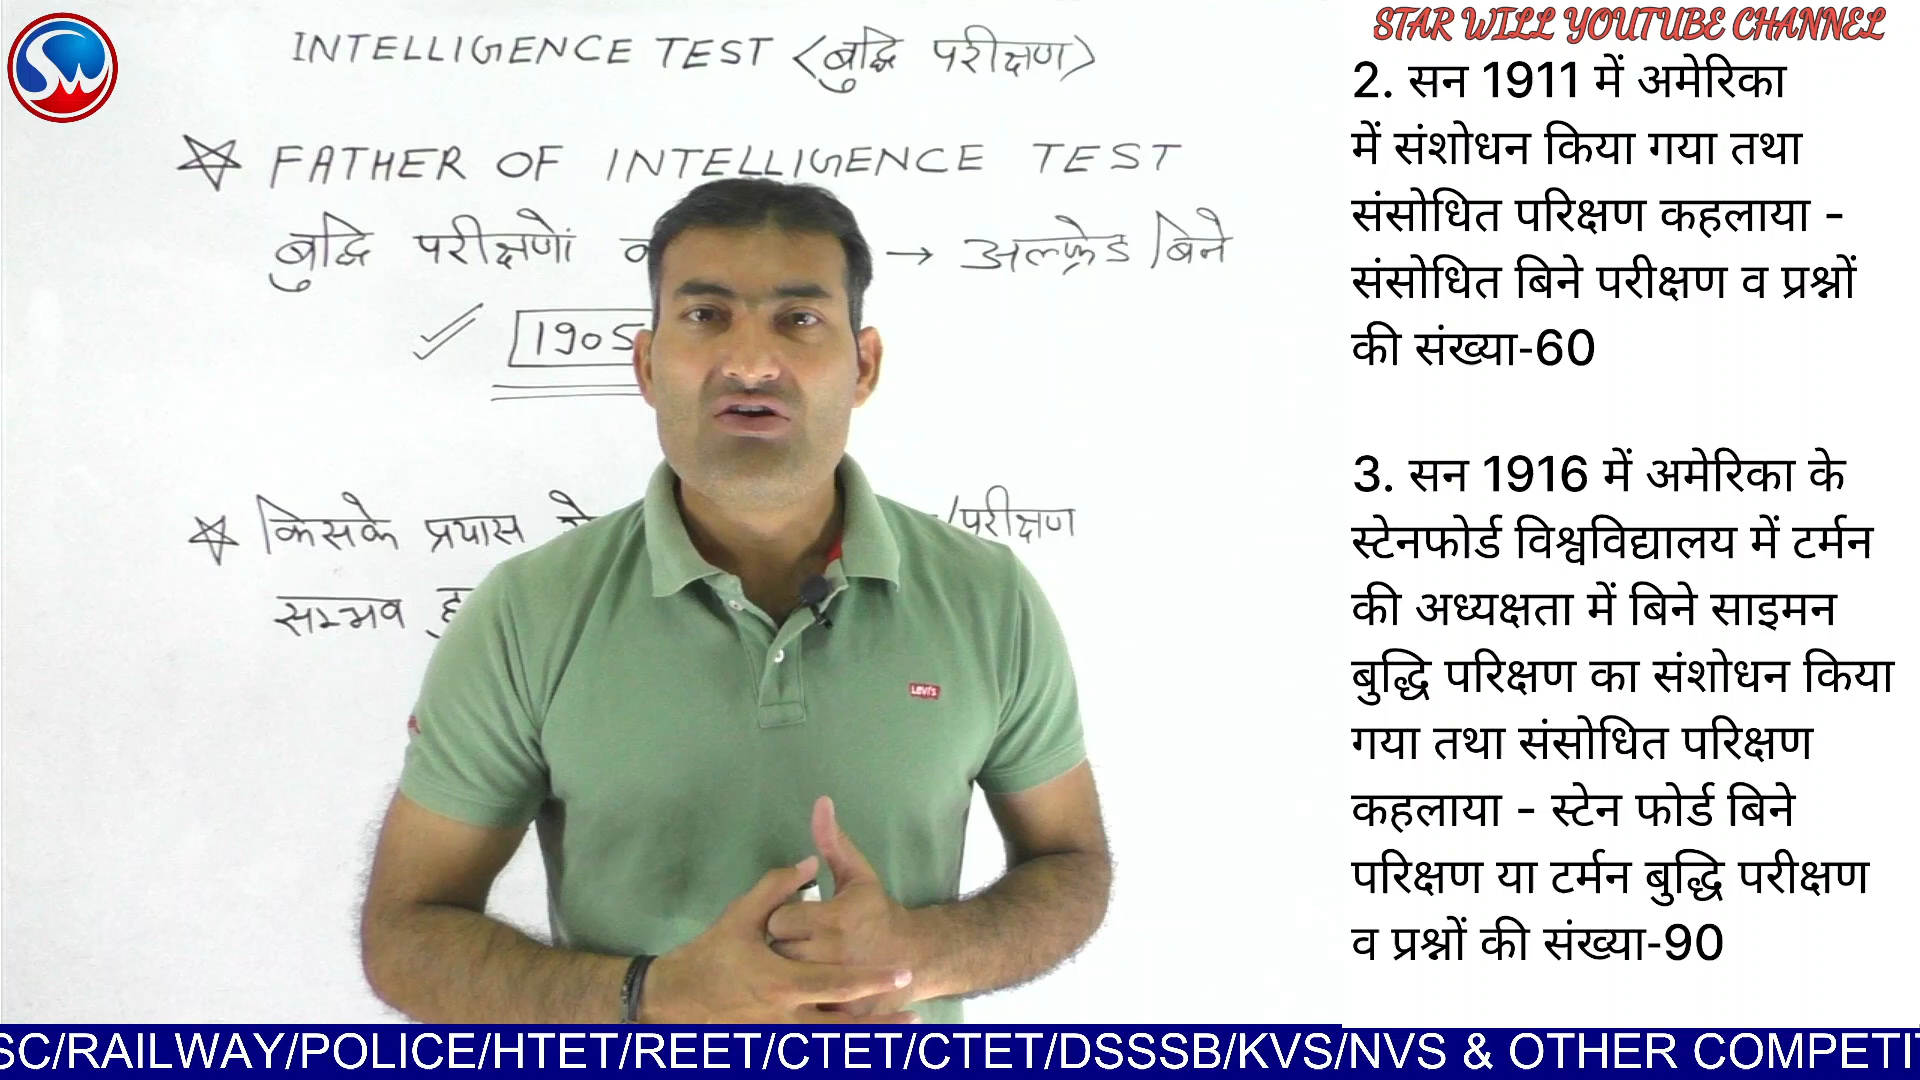 SW
INTELLIGENCE TEST (बुद्धि परीक्षण)
FATHER OF INTELLIGENCE TEST
बुद्धि परीक्षणों → अल्फ्रेड बिने
1905
किसके प्रयास /परीक्षण
सम्भव
Levi's
STAR WILL YOUTUBE CHANNEL
2. सन 1911 में अमेरिका
में संशोधन किया गया तथा
संसोधित परिक्षण कहलाया -
संसोधित बिने परीक्षण व प्रश्नों
की संख्या-60
3. सन 1916 में अमेरिका के
स्टेनफोर्ड विश्वविद्यालय में टर्मन
की अध्यक्षता में बिने साइमन
बुद्धि परिक्षण का संशोधन किया
गया तथा संसोधित परिक्षण
कहलाया - स्टेन फोर्ड बिने
परिक्षण या टर्मन बुद्धि परीक्षण
व प्रश्नों की संख्या-90
SC/RAILWAY/POLICE/HTET/REET/CTET/CTET/DSSSB/KVS/NVS & OTHER COMPETIT